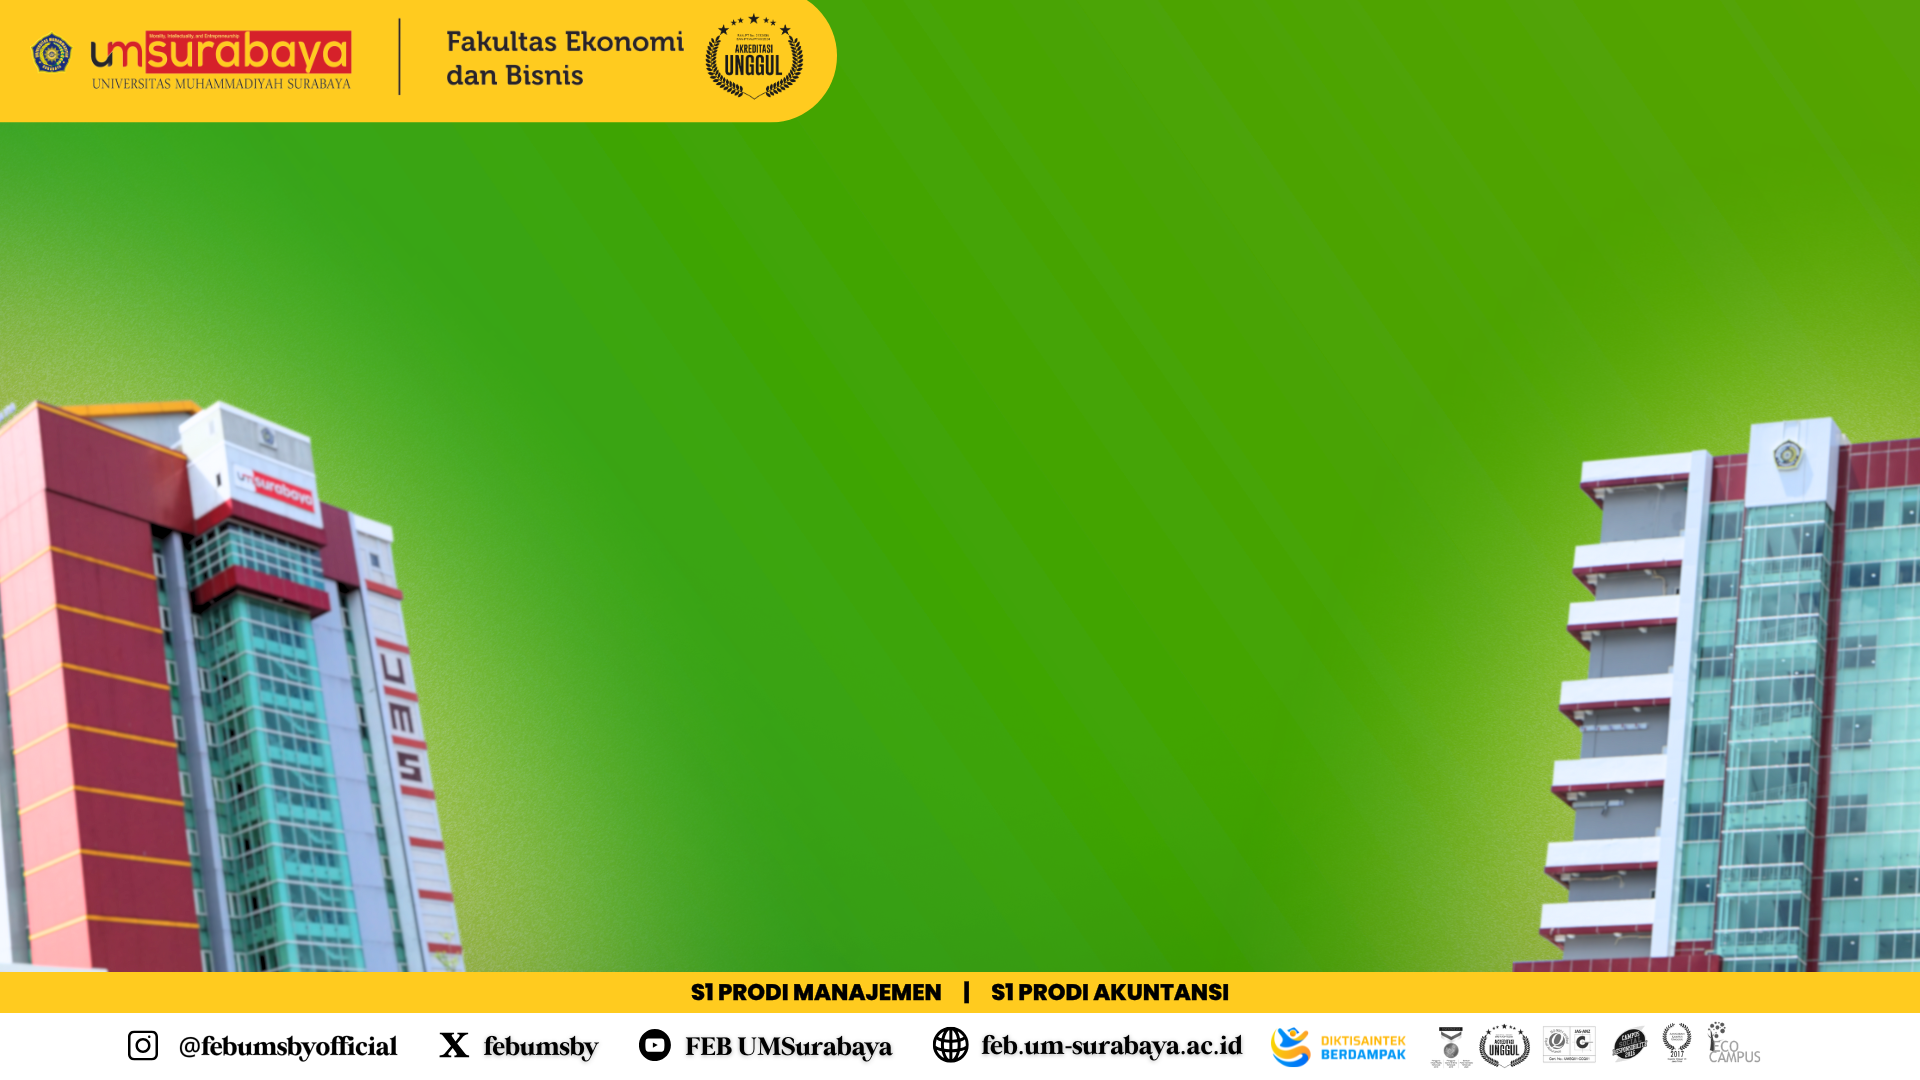 umsurabaya
UNIVERSITAS MUHAMMADIYAH SURABAYA
Fakultas Ekonomi
dan Bisnis
AKREDITASI
UNGGUL
umsurabaya
UMS
S1 PRODI MANAJEMEN | S1 PRODI AKUNTANSI
@febumsbyofficial
febumsby
FEB UMSurabaya
feb.um-surabaya.ac.id
DIKTISAINTEK
BERDAMPAK
UNGGUL
2017
ECO
CAMPUS